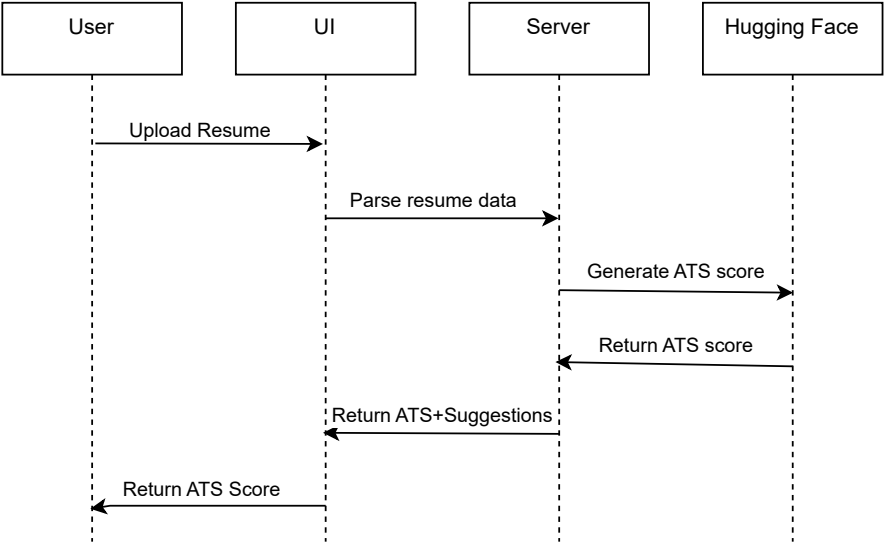 User
UI
Server
Hugging Face
Upload Resume
Parse resume data
Generate ATS score
Return ATS score
Return ATS+Suggestions
Return ATS Score